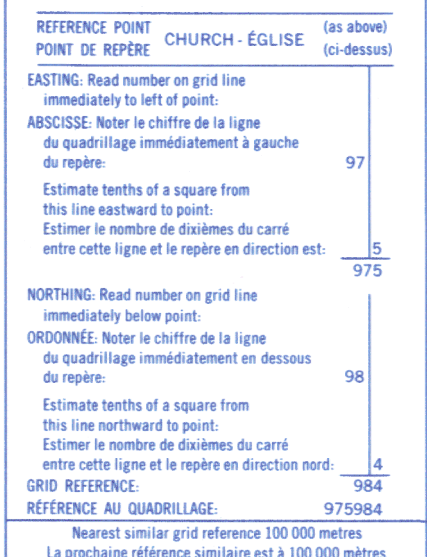 REFERENCE POINT CHURCH - ÉGLISE (as above)
POINT DE REPÈRE (ci-dessus)
EASTING: Read number on grid line
immediately to left of point:
ABSCISSE: Noter le chiffre de la ligne
du quadrillage immédiatement à gauche
du repère: 97
Estimate tenths of a square from
this line eastward to point:
Estimer le nombre de dixièmes du carré
entre cette ligne et le repère en direction est: 5
975
NORTHING: Read number on grid line
immediately below point:
ORDONNÉE: Noter le chiffre de la ligne
du quadrillage immédiatement en dessous
du repère: 98
Estimate tenths of a square from
this line northward to point:
Estimer le nombre de dixièmes du carré
entre cette ligne et le repère en direction nord: 4
GRID REFERENCE: 984
RÉFÉRENCE AU QUADRILLAGE: 975984
Nearest similar grid reference 100 000 metres
La prochaine référence similaire est à 100 000 mètres